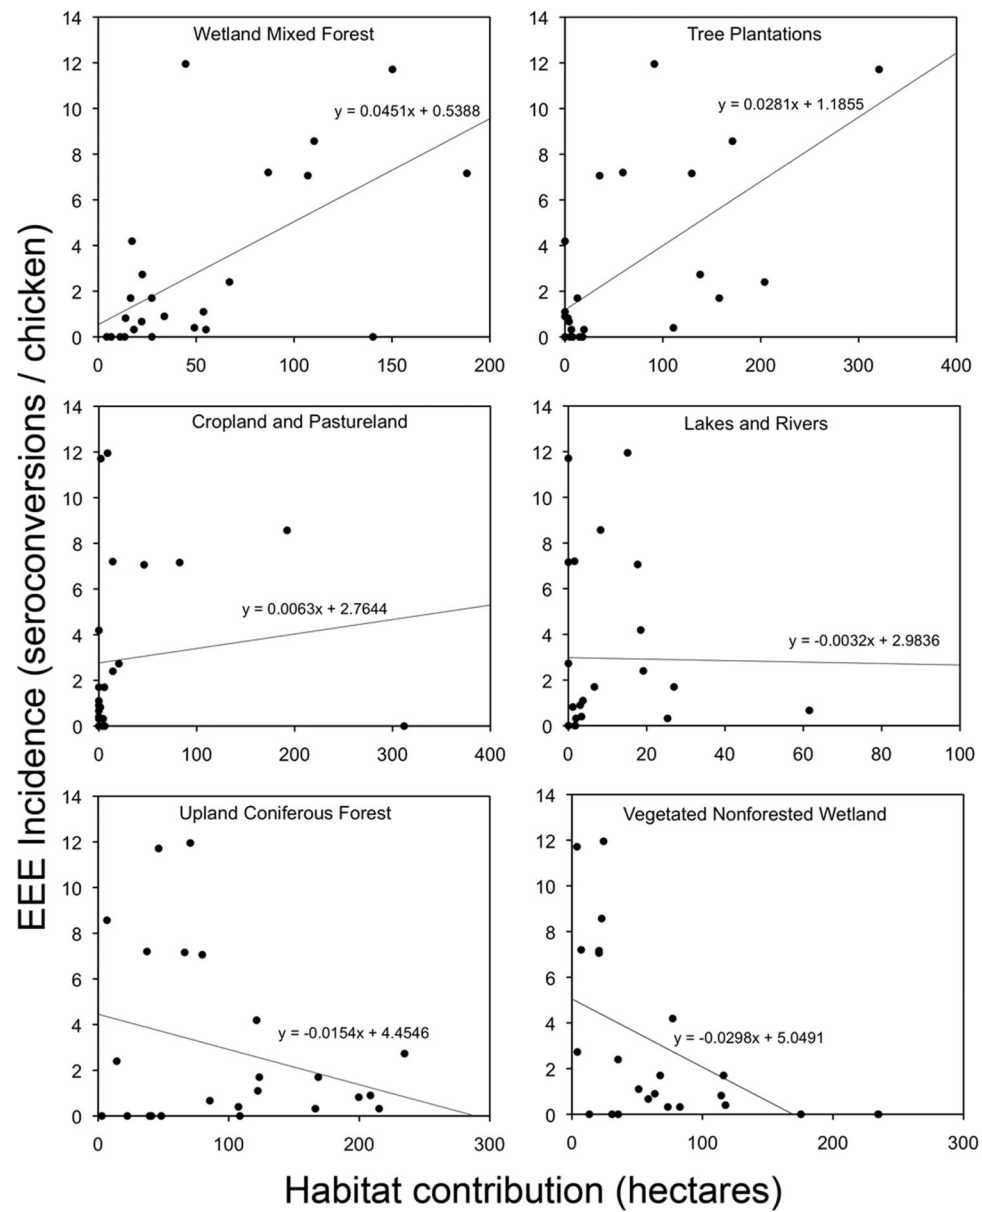 EEE Incidence (seroconversions / chicken)
Wetland Mixed Forest
y = 0.0451x + 0.5388
14
12
10
8
6
4
2
0
0 50 100 150 200
Tree Plantations
y = 0.0281x + 1.1855
14
12
10
8
6
4
2
0
0 100 200 300 400
Cropland and Pastureland
y = 0.0063x + 2.7644
14
12
10
8
6
4
2
0
0 100 200 300 400
Lakes and Rivers
y = -0.0032x + 2.9836
14
12
10
8
6
4
2
0
0 20 40 60 80 100
Upland Coniferous Forest
y = -0.0154x + 4.4546
14
12
10
8
6
4
2
0
0 100 200 300
Vegetated Nonforested Wetland
y = -0.0298x + 5.0491
14
12
10
8
6
4
2
0
0 100 200 300
Habitat contribution (hectares)